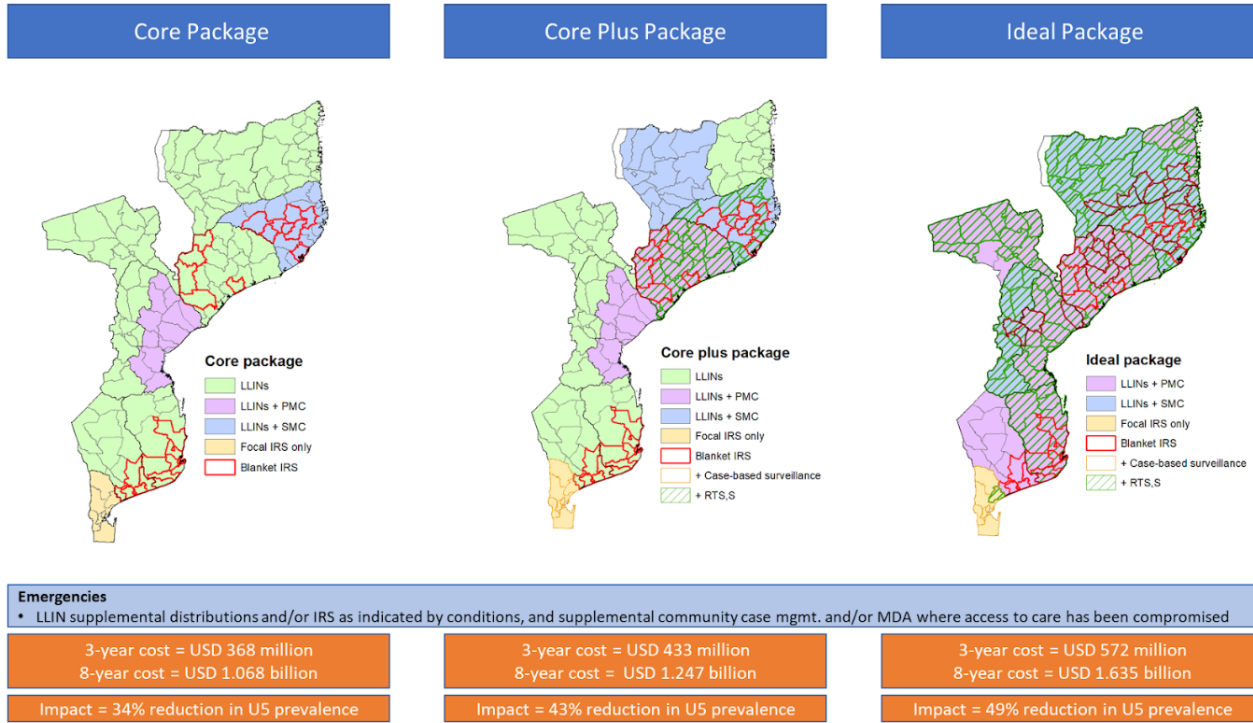 Core Package
Core Plus Package
Ideal Package
Core package
LLINs
LLINs + PMC
LLINs + SMC
Focal IRS only
Blanket IRS
Core plus package
LLINs
LLINs + PMC
LLINs + SMC
Focal IRS only
Blanket IRS
+ Case-based surveillance
+ RTS,S
Ideal package
LLINs + PMC
LLINs + SMC
Focal IRS only
Blanket IRS
+ Case-based surveillance
+ RTS,S
Emergencies
• LLIN supplemental distributions and/or IRS as indicated by conditions, and supplemental community case mgmt. and/or MDA where access to care has been compromised
3-year cost = USD 368 million
8-year cost = USD 1.068 billion
3-year cost = USD 433 million
8-year cost = USD 1.247 billion
3-year cost = USD 572 million
8-year cost = USD 1.635 billion
Impact = 34% reduction in U5 prevalence
Impact = 43% reduction in U5 prevalence
Impact = 49% reduction in U5 prevalence